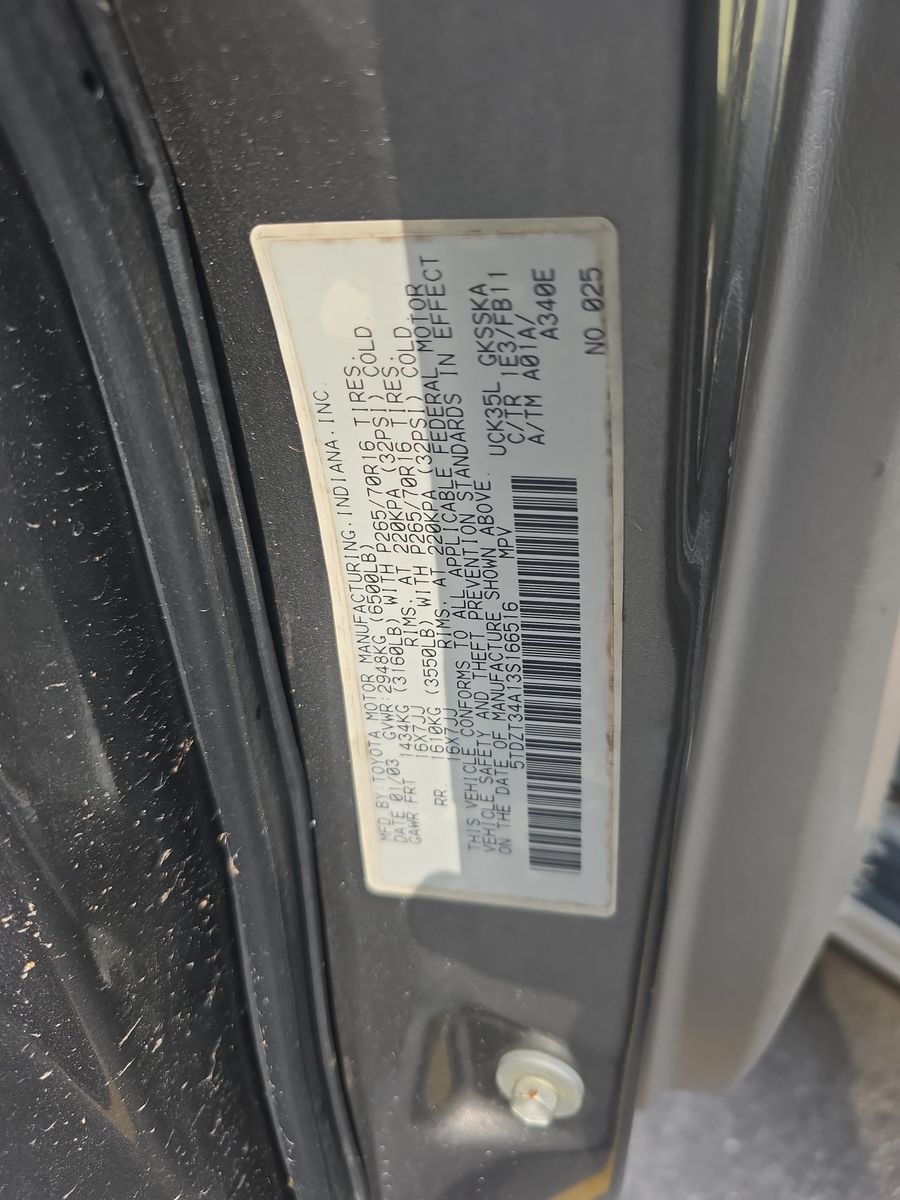 MFD.BY:TOYOTA MOTOR MANUFACTURING,INDIANA,INC.
DATE 01/03 GVWR:2948KG (6500LB)
GAWR FRT 1434KG (3160LB) WITH P265/70R16 TIRES.
16X7JJ RIMS. AT 220KPA (32PSI) COLD
RR 1610KG (3550LB) WITH P265/70R16 TIRES.
16X7JJ RIMS. AT 220KPA (32PSI) COLD
THIS VEHICLE CONFORMS TO ALL APPLICABLE FEDERAL MOTOR
VEHICLE SAFETY AND THEFT PREVENTION STANDARDS IN EFFECT
ON THE DATE OF MANUFACTURE SHOWN ABOVE.
5TDZT34A13S166516 MPV
UCK35L GKSSKA
C/TR 1E3/FB11
A/TM A01A/
A340E
NO.025